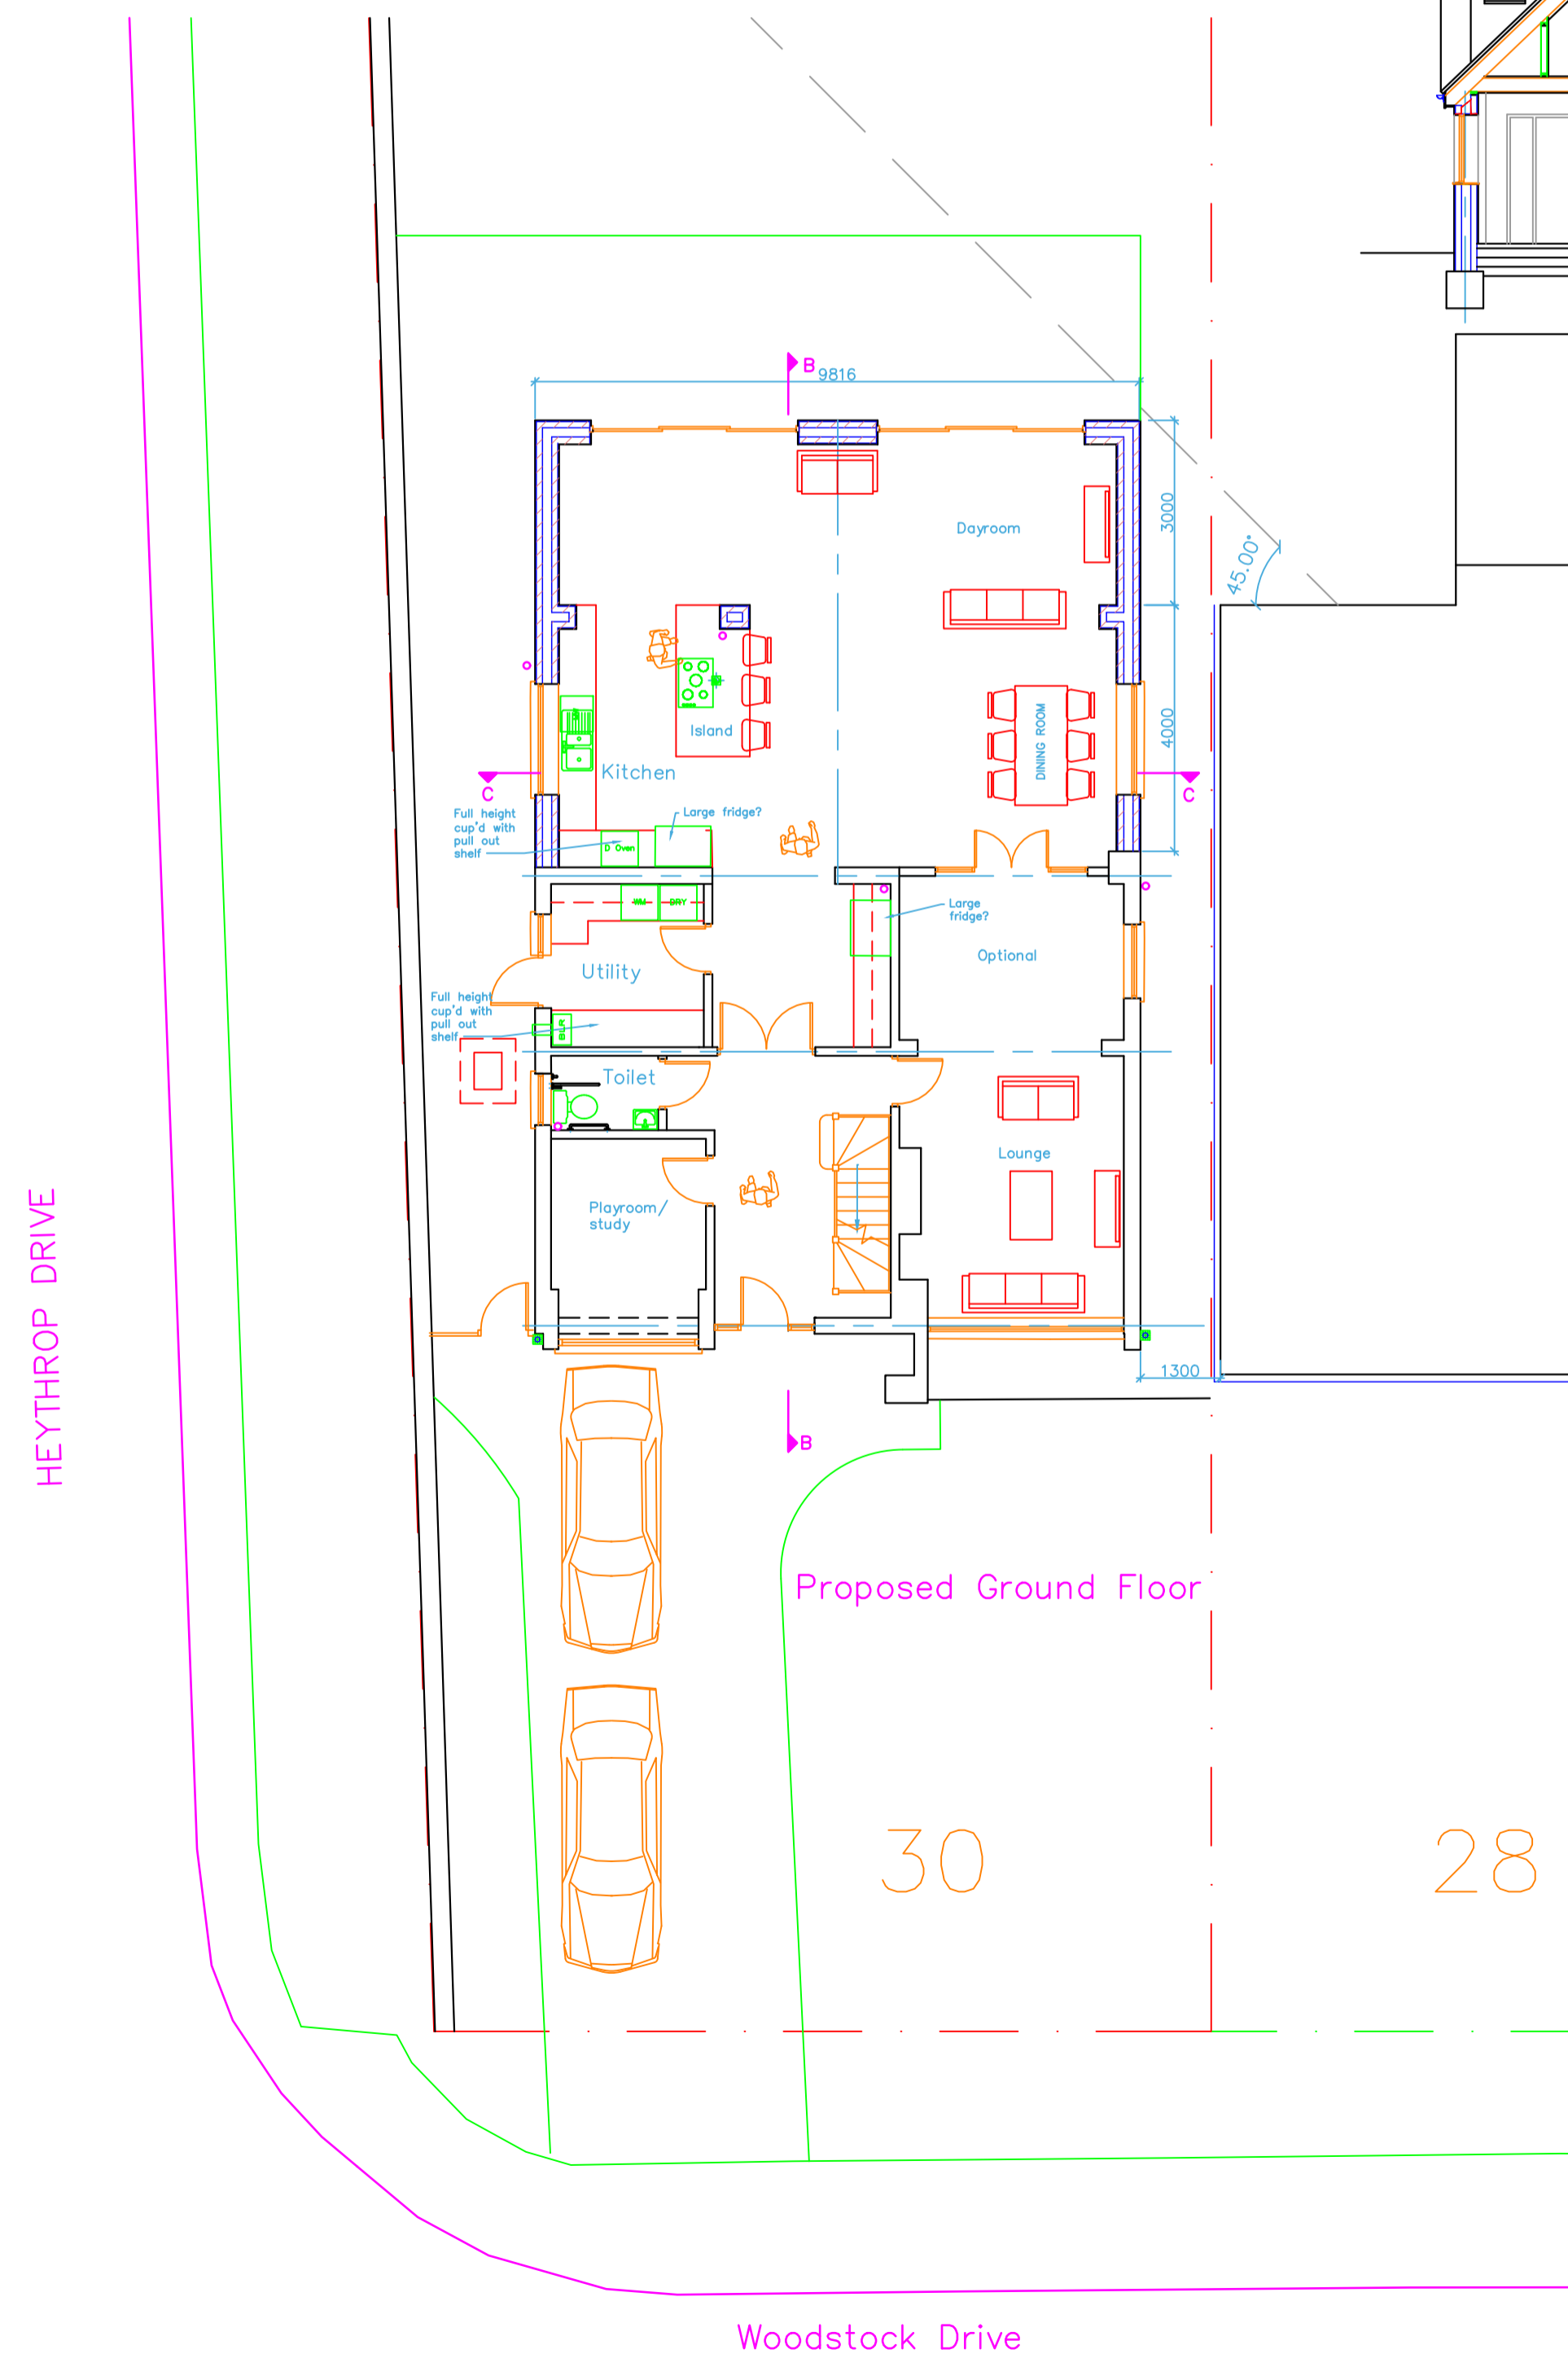 B
9816
3000
Dayroom
45.00°
Island
DINING ROOM
4000
Kitchen
C
C
Full height
cup'd with
pull out
shelf
Large fridge?
D Oven
WM
DRY
Large
fridge?
Utility
Optional
Full height
cup'd with
pull out
shelf
BLR
Toilet
Lounge
Playroom/
study
HEYTHROP DRIVE
1300
B
Proposed Ground Floor
30
28
Woodstock Drive